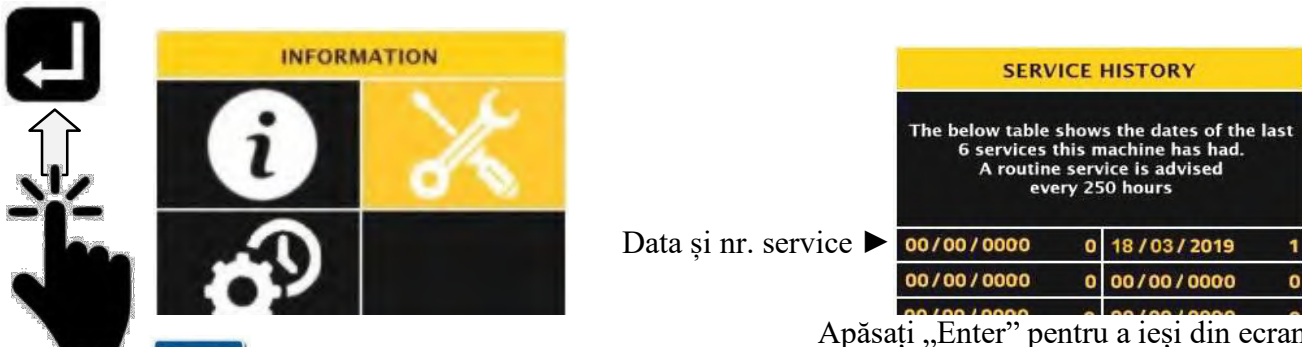 INFORMATION
SERVICE HISTORY
The below table shows the dates of the last
6 services this machine has had.
A routine service is advised
every 250 hours
Data și nr. service ►
00/00/0000 0 18/03/2019 1
00/00/0000 0 00/00/0000 0
Apăsați „Enter” pentru a ieși din ecran